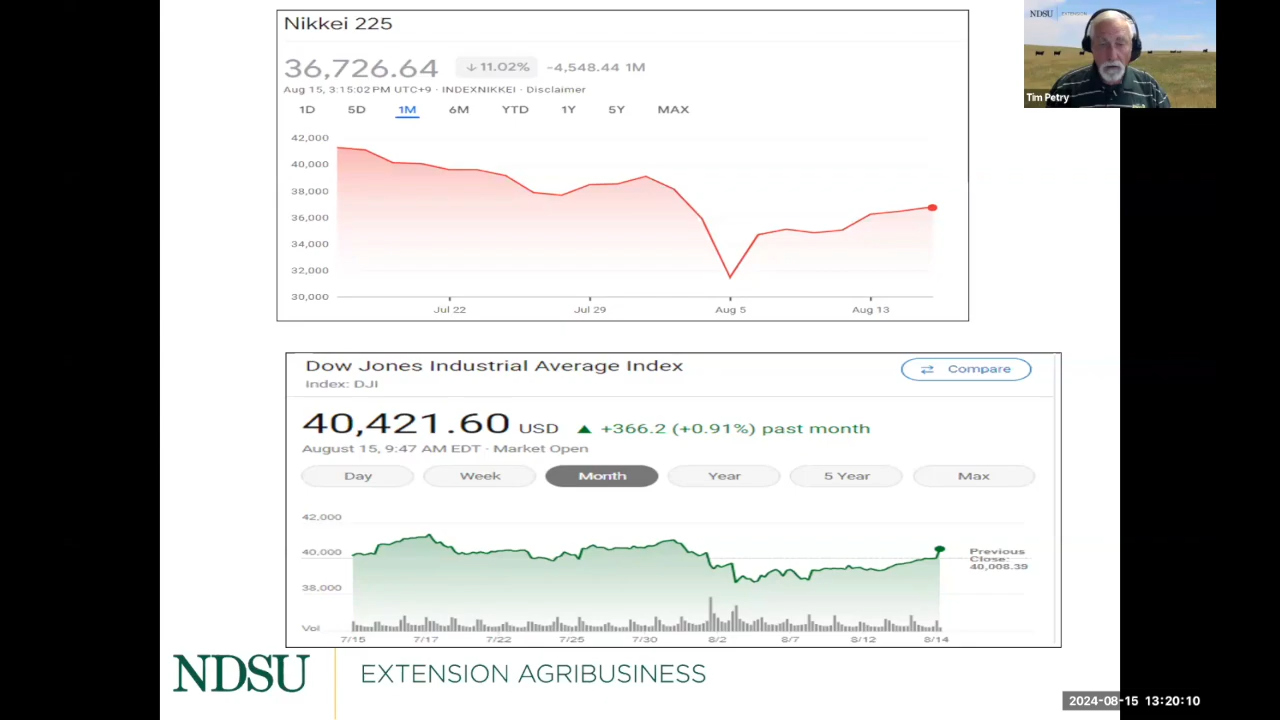 Nikkei 225
36,726.64 ↓ 11.02% -4,548.44 1M
Aug 15, 3:15:02 PM UTC+9 · INDEXNIKKEI · Disclaimer
1D 5D 1M 6M YTD 1Y 5Y MAX
42,000
40,000
38,000
36,000
34,000
32,000
30,000
Jul 22 Jul 29 Aug 5 Aug 13
NDSU EXTENSION
Tim Petry
Dow Jones Industrial Average Index
Compare
Index: DJI
40,421.60 USD ▲ +366.2 (+0.91%) past month
August 15, 9:47 AM EDT · Market Open
Day Week Month Year 5 Year Max
42,000
40,000
38,000
Vol
Previous
Close:
40,008.39
7/15 7/17 7/22 7/25 7/30 8/2 8/7 8/12 8/14
NDSU EXTENSION AGRIBUSINESS
2024-08-15 13:20:10